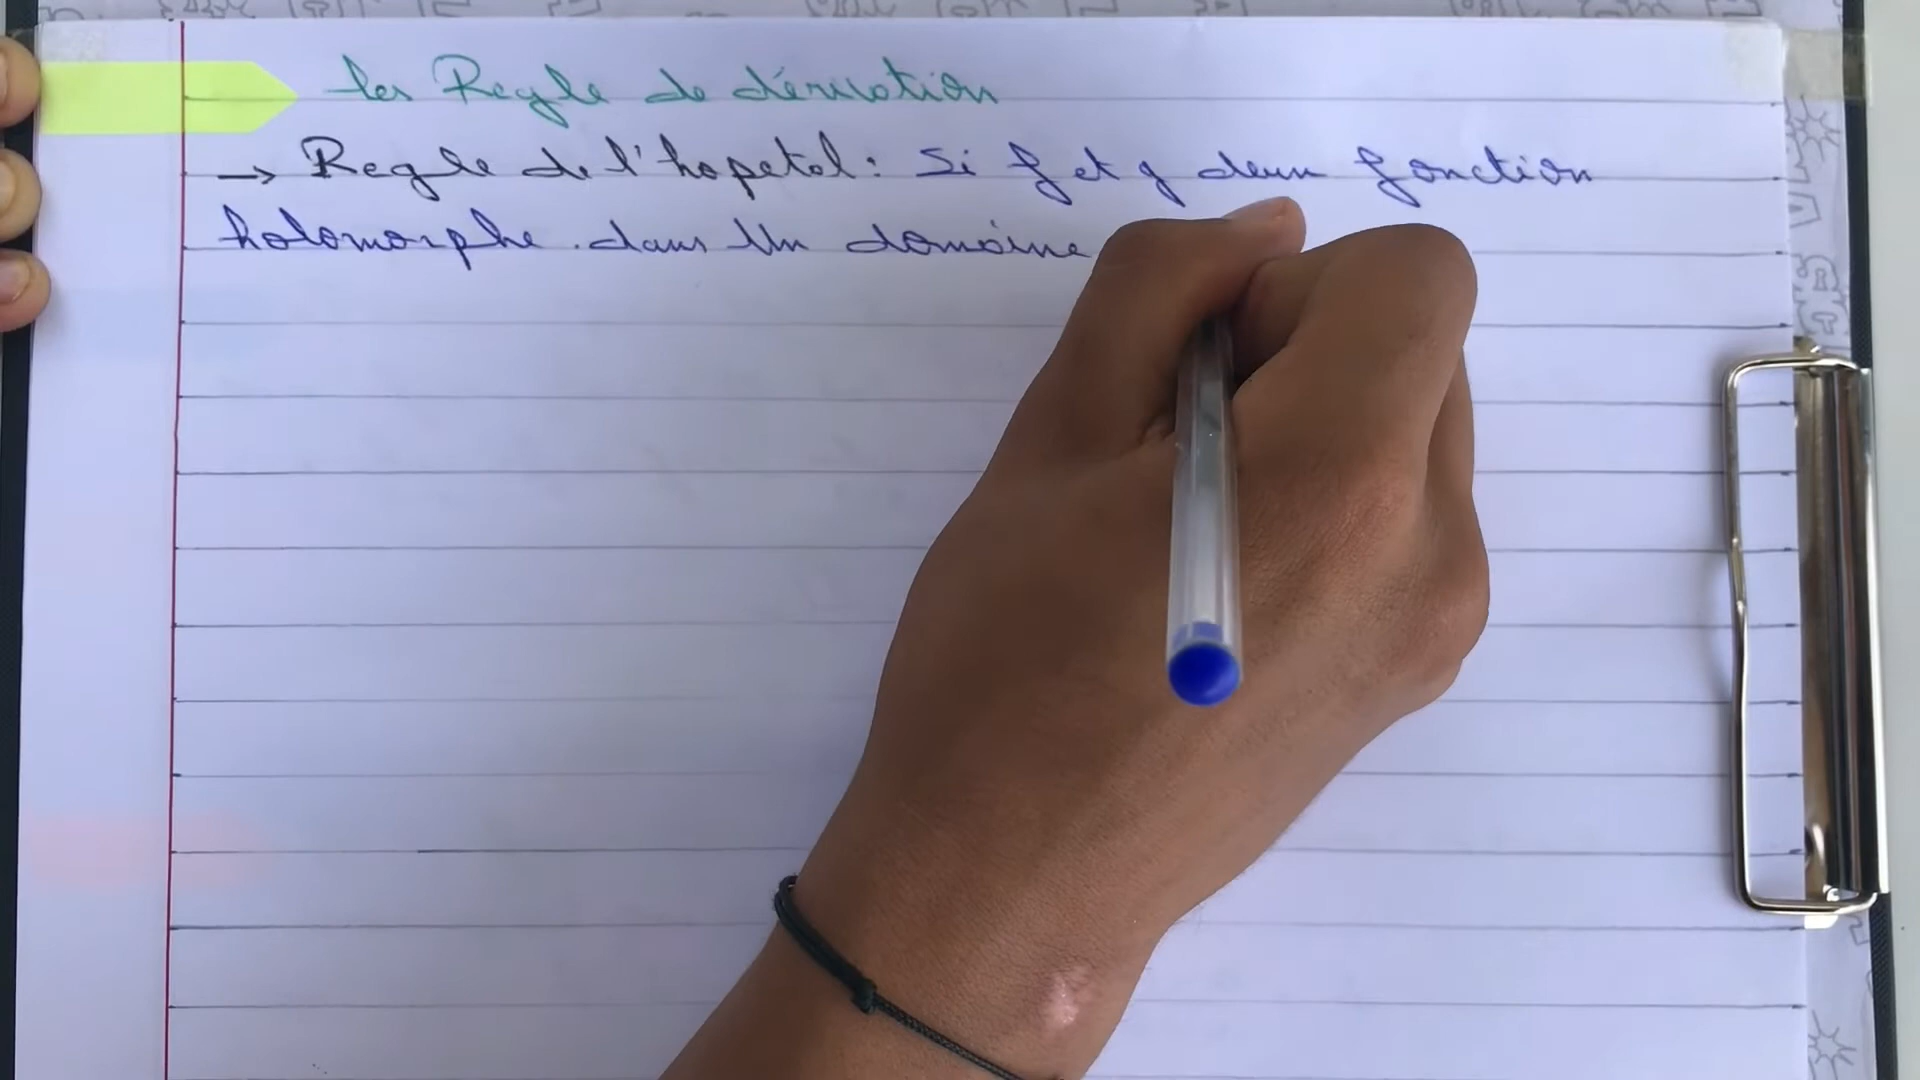 les Regle de dérivation
→ Regle de l'hopetal : Si f et g deux fonction
holomorphe . dans Un domaine